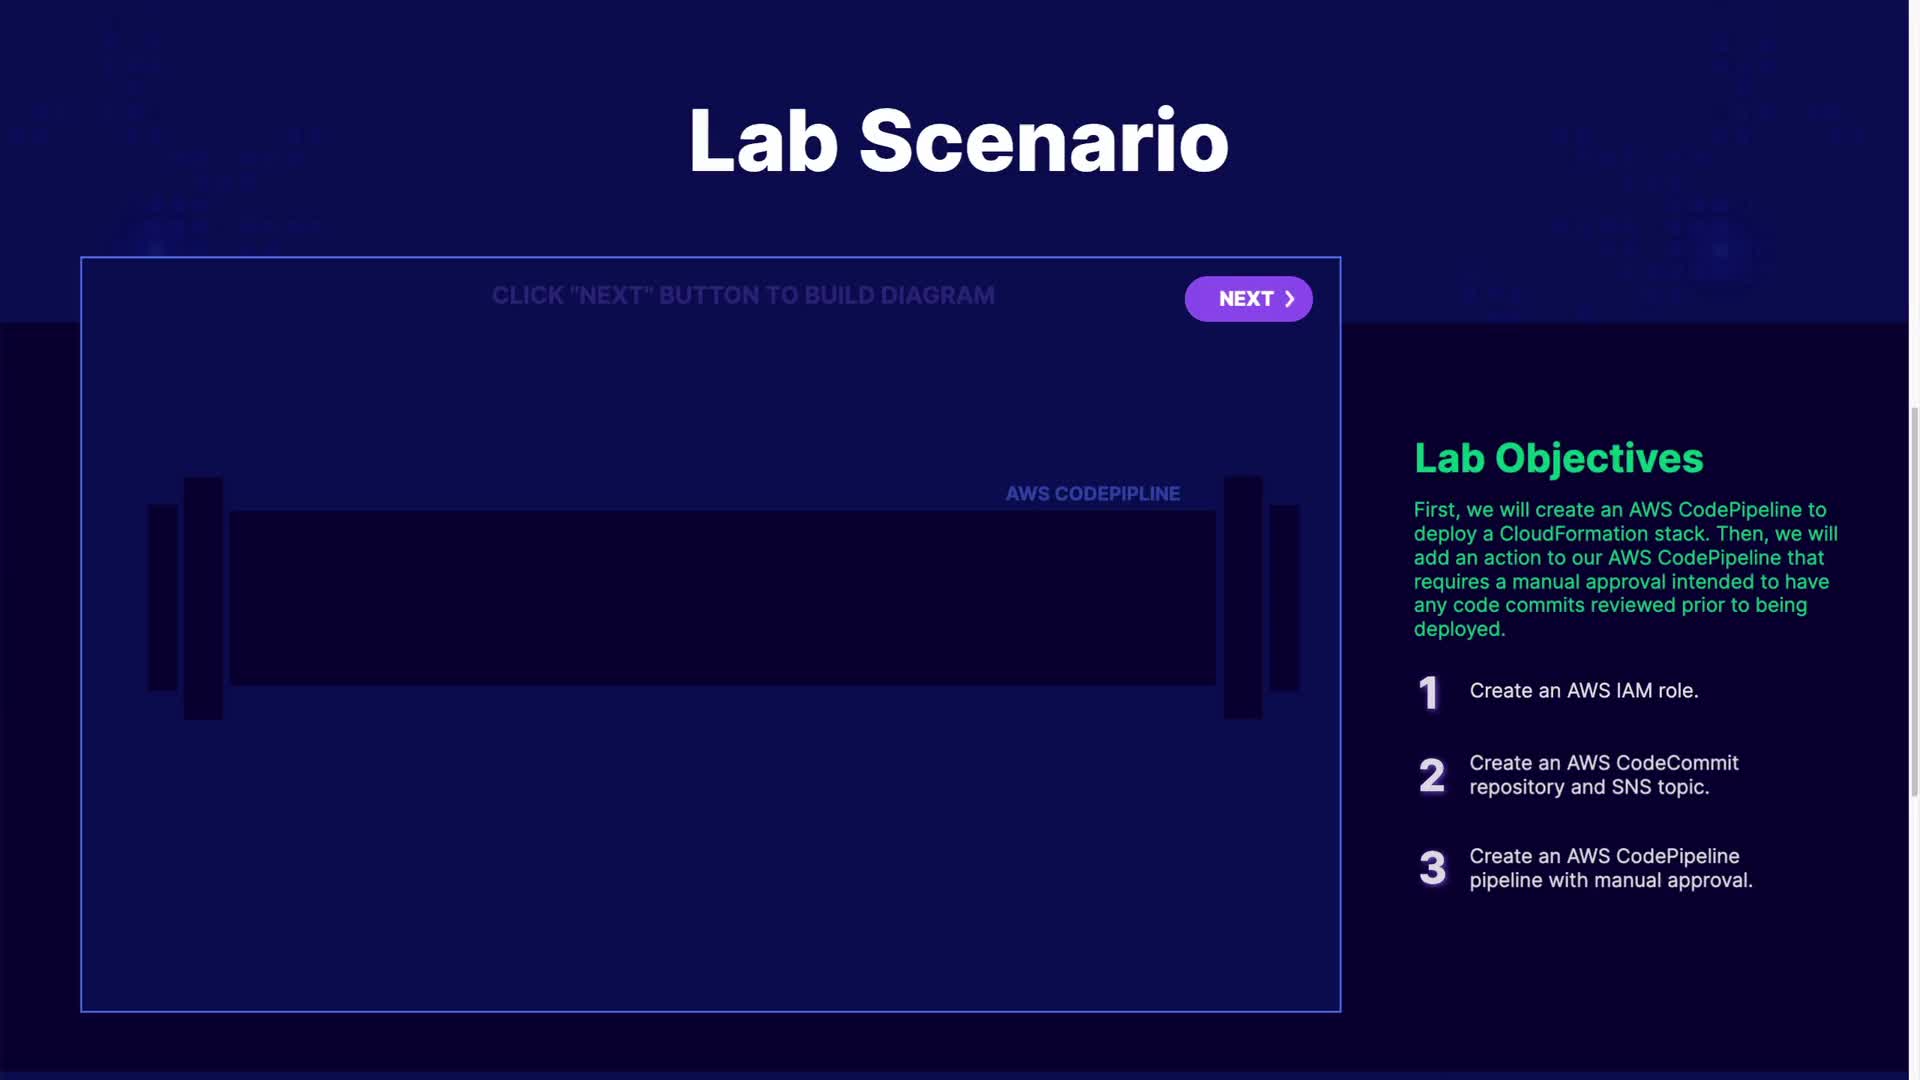 Lab Scenario
CLICK "NEXT" BUTTON TO BUILD DIAGRAM
NEXT
AWS CODEPIPLINE
Lab Objectives
First, we will create an AWS CodePipeline to
deploy a CloudFormation stack. Then, we will
add an action to our AWS CodePipeline that
requires a manual approval intended to have
any code commits reviewed prior to being
deployed.
1 Create an AWS IAM role.
2 Create an AWS CodeCommit
repository and SNS topic.
3 Create an AWS CodePipeline
pipeline with manual approval.